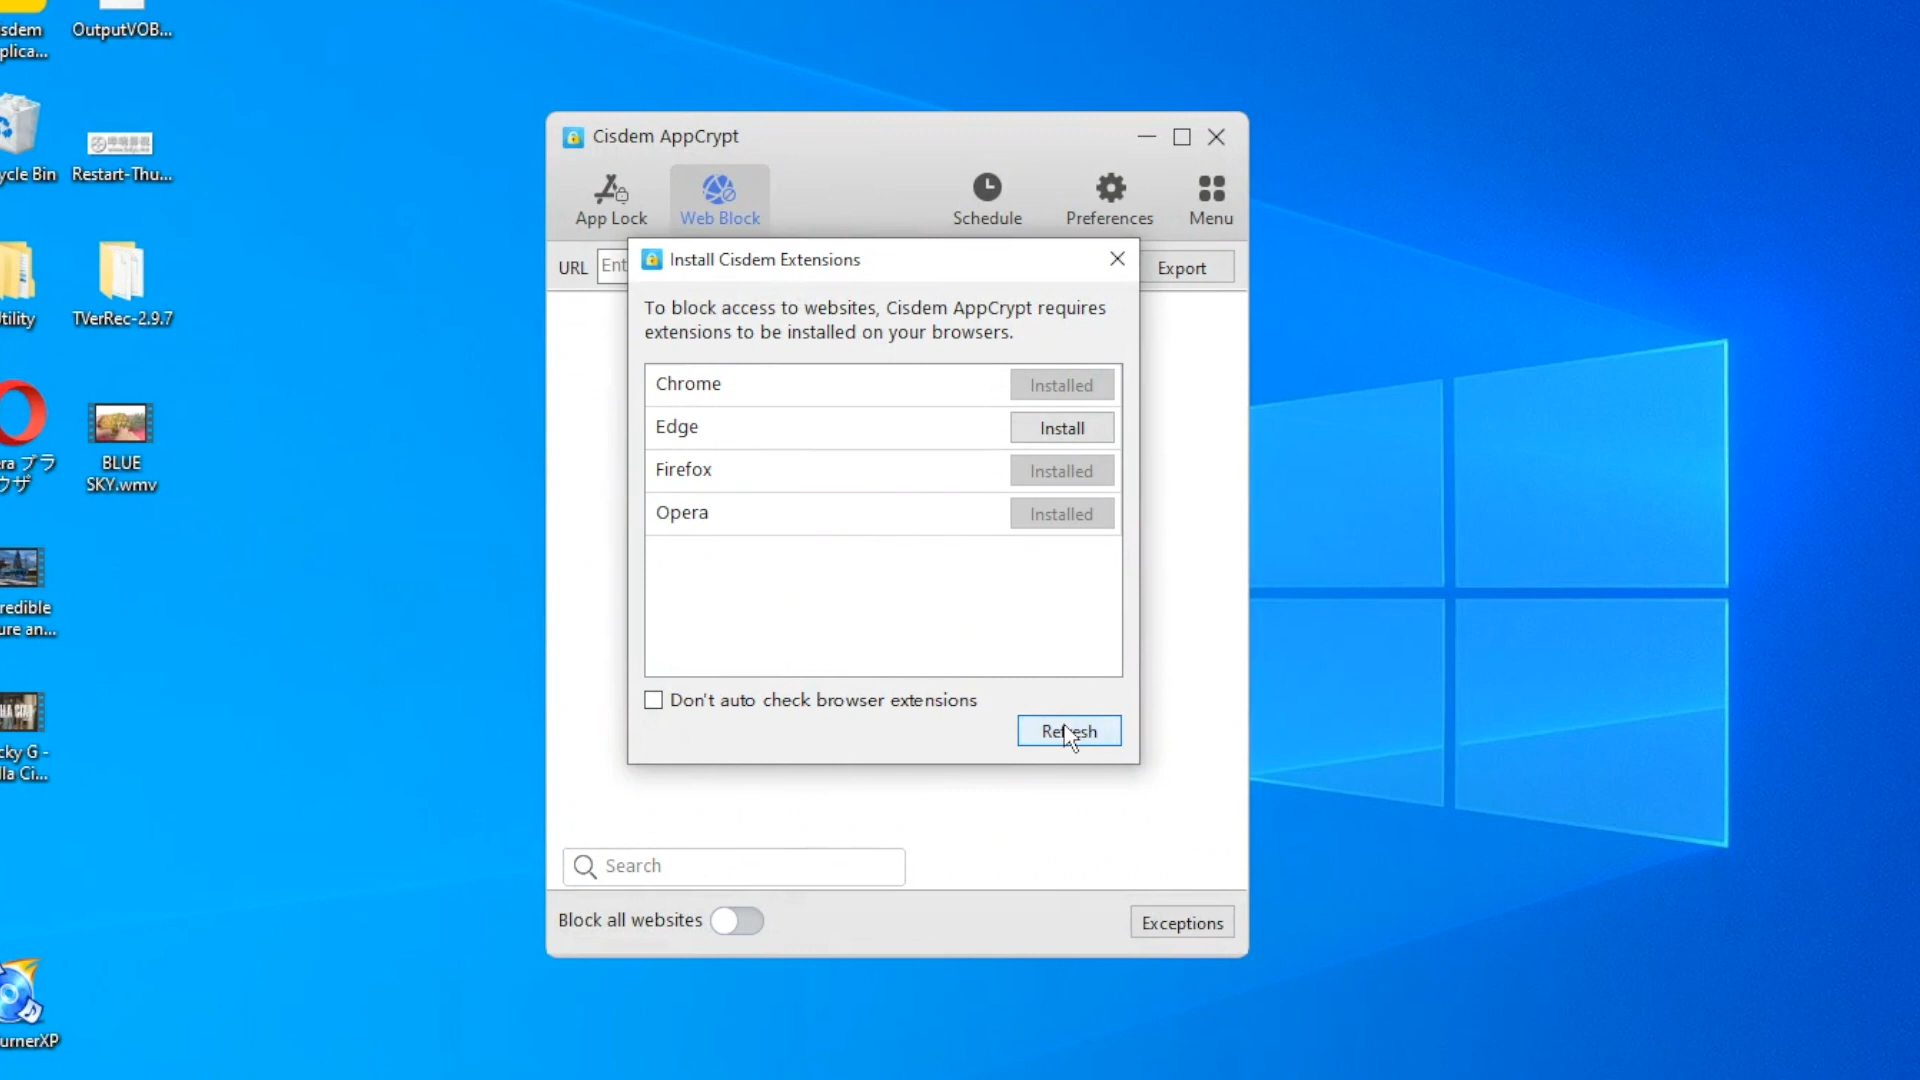 sdem
plica...
OutputVOB...
ycle Bin
Restart-Thu...
tility
TVerRec-2.9.7
era ブラ
ウザ
BLUE
SKY.wmv
redible
ure an...
cky G -
lla Ci...
urnerXP
Cisdem AppCrypt
App Lock
Web Block
Schedule
Preferences
Menu
URL
Ent
Export
Install Cisdem Extensions
To block access to websites, Cisdem AppCrypt requires
extensions to be installed on your browsers.
Chrome
Installed
Edge
Install
Firefox
Installed
Opera
Installed
Don't auto check browser extensions
Refresh
Search
Block all websites
Exceptions